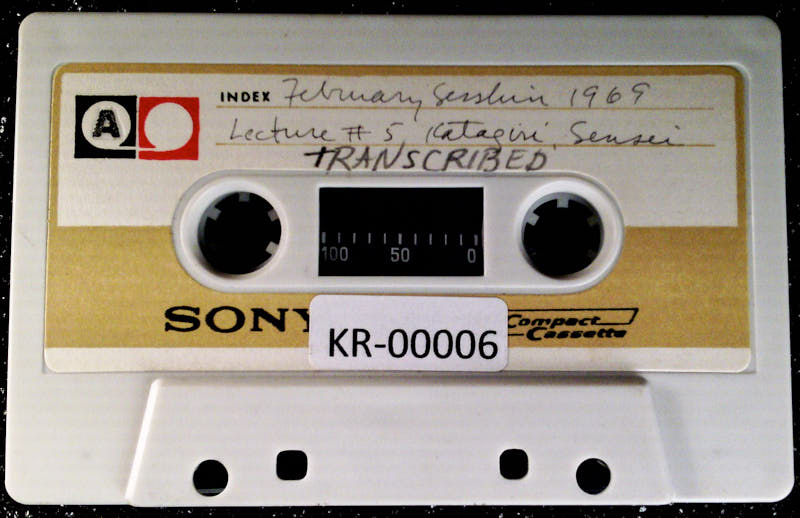 A INDEX February Sesshin 1969
Lecture # 5, Katagiri, Sensei
TRANSCRIBED
100 50 0
SONY Compact
Cassette
KR-00006